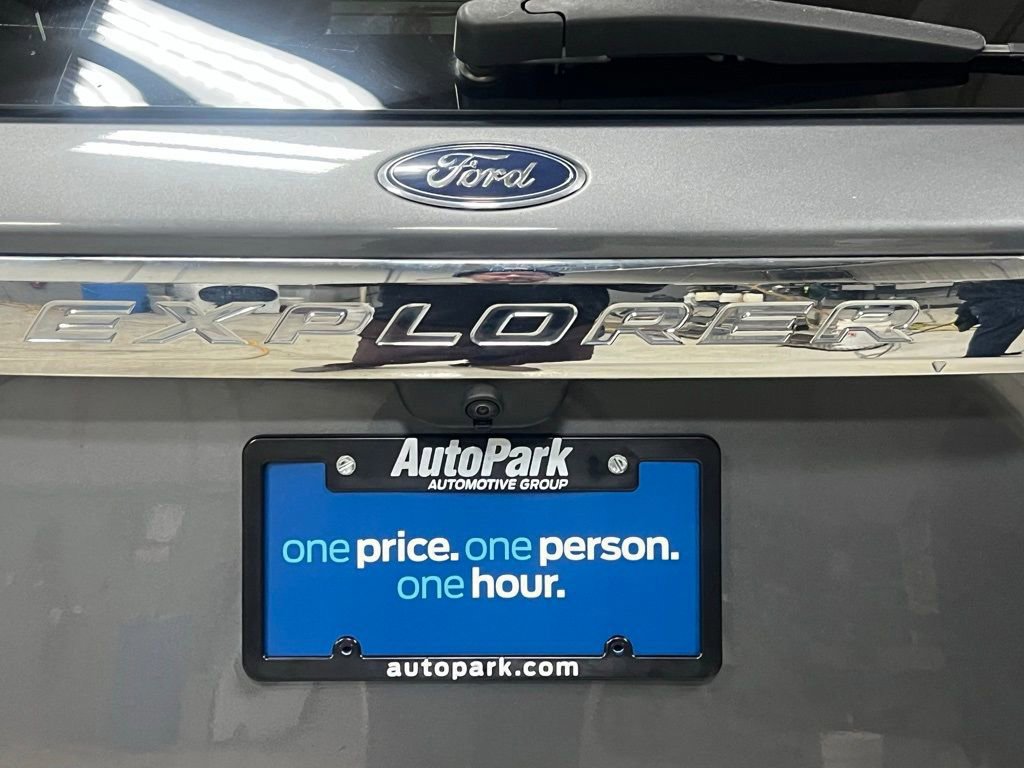 Ford
EXPLORER
AutoPark
AUTOMOTIVE GROUP
one price. one person.
one hour.
autopark.com